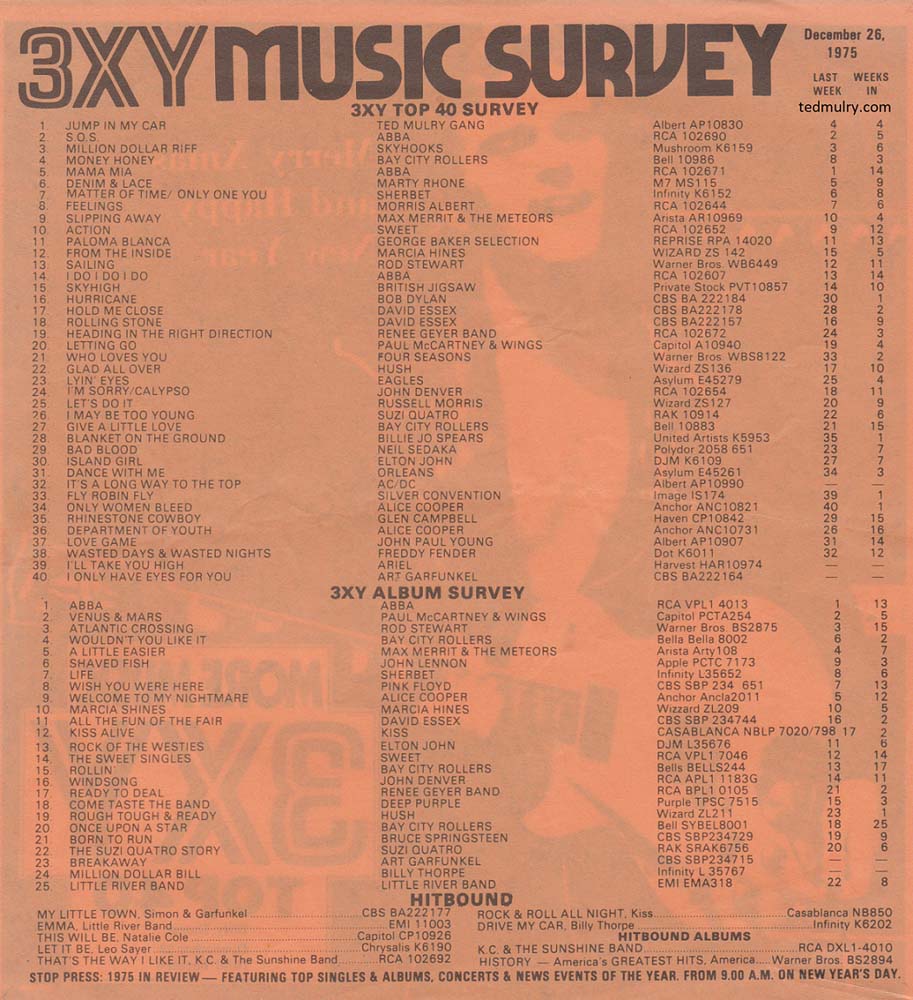 3XY MUSIC SURVEY
December 26,
1975
LAST WEEKS
WEEK IN
tedmulry.com
3XY TOP 40 SURVEY
1. JUMP IN MY CAR TED MULRY GANG Albert AP10830 4 4
2. S.O.S. ABBA RCA 102690 2 5
3. MILLION DOLLAR RIFF SKYHOOKS Mushroom K6159 3 6
4 MONEY HONEY BAY CITY ROLLERS Bell 10986 8 3
5. MAMA MIA ABBA RCA 102671 1 14
6. DENIM & LACE MARTY RHONE M7 MS115 5 9
7. MATTER OF TIME/ ONLY ONE YOU SHERBET Infinity K6152 6 8
8. FEELINGS MORRIS ALBERT RCA 102644 7 6
9. SLIPPING AWAY MAX MERRIT & THE METEORS Arista AR10969 10 4
10. ACTION SWEET RCA 102652 9 12
11 PALOMA BLANCA GEORGE BAKER SELECTION REPRISE RPA 14020 11 13
12. FROM THE INSIDE MARCIA HINES WIZARD ZS 142 15 5
13. SAILING ROD STEWART Warner Bros. WB6449 12 11
14. I DO I DO I DO ABBA RCA 102607 13 14
15. SKYHIGH BRITISH JIGSAW Private Stock PVT10857 14 10
16. HURRICANE BOB DYLAN CBS BA 222184 30 1
17. HOLD ME CLOSE DAVID ESSEX CBS BA222178 28 2
18. ROLLING STONE DAVID ESSEX CBS BA222157 16 9
19. HEADING IN THE RIGHT DIRECTION RENEE GEYER BAND RCA 102672 24 3
20. LETTING GO PAUL McCARTNEY & WINGS Capitol A10940 19 4
21. WHO LOVES YOU FOUR SEASONS Warner Bros. WBS8122 33 2
22. GLAD ALL OVER HUSH Wizard ZS136 17 10
23. LYIN' EYES EAGLES Asylum E45279 25 4
24. I'M SORRY/CALYPSO JOHN DENVER RCA 102654 18 11
25. LET'S DO IT RUSSELL MORRIS Wizard ZS127 20 9
26. I MAY BE TOO YOUNG SUZI QUATRO RAK 10914 22 6
27. GIVE A LITTLE LOVE BAY CITY ROLLERS Bell 10883 21 15
28. BLANKET ON THE GROUND BILLIE JO SPEARS United Artists K5953 35 1
29. BAD BLOOD NEIL SEDAKA Polydor 2058 651 23 7
30. ISLAND GIRL ELTON JOHN DJM K6109 27 7
31. DANCE WITH ME ORLEANS Asylum E45261 34 3
32. IT'S A LONG WAY TO THE TOP AC/DC Albert AP10990 — —
33. FLY ROBIN FLY SILVER CONVENTION Image IS174 39 1
34. ONLY WOMEN BLEED ALICE COOPER Anchor ANC10821 40 1
35. RHINESTONE COWBOY GLEN CAMPBELL Haven CP10842 29 15
36. DEPARTMENT OF YOUTH ALICE COOPER Anchor ANC10731 26 16
37. LOVE GAME JOHN PAUL YOUNG Albert AP10907 31 14
38. WASTED DAYS & WASTED NIGHTS FREDDY FENDER Dot K6011 32 12
39 I'LL TAKE YOU HIGH ARIEL Harvest HAR10974 — —
40. I ONLY HAVE EYES FOR YOU ART GARFUNKEL CBS BA222164 — —
3XY ALBUM SURVEY
1. ABBA ABBA RCA VPL1 4013 1 13
2. VENUS & MARS PAUL McCARTNEY & WINGS Capitol PCTA254 2 5
3. ATLANTIC CROSSING ROD STEWART Warner Bros. BS2875 3 15
4. WOULDN'T YOU LIKE IT BAY CITY ROLLERS Bella Bella 8002 6 2
5. A LITTLE EASIER MAX MERRIT & THE METEORS Arista Arty108 4 7
6 SHAVED FISH JOHN LENNON Apple PCTC 7173 9 3
7. LIFE SHERBET Infinity L35652 8 6
8. WISH YOU WERE HERE PINK FLOYD CBS SBP 234 651 7 13
9. WELCOME TO MY NIGHTMARE ALICE COOPER Anchor Ancla2011 5 12
10. MARCIA SHINES MARCIA HINES Wizzard ZL209 10 5
11 ALL THE FUN OF THE FAIR DAVID ESSEX CBS SBP 234744 16 2
12. KISS ALIVE KISS CASABLANCA NBLP 7020/798 17 2
13. ROCK OF THE WESTIES ELTON JOHN DJM L35676 11 6
14. THE SWEET SINGLES SWEET RCA VPL1 7046 12 14
15. ROLLIN' BAY CITY ROLLERS Bells BELLS244 13 17
16. WINDSONG JOHN DENVER RCA APL1 1183G 14 11
17. READY TO DEAL RENEE GEYER BAND RCA BPL1 0105 21 2
18. COME TASTE THE BAND DEEP PURPLE Purple TPSC 7515 15 3
19. ROUGH TOUGH & READY HUSH Wizard ZL211 23 1
20. ONCE UPON A STAR BAY CITY ROLLERS Bell SYBEL8001 18 25
21. BORN TO RUN BRUCE SPRINGSTEEN CBS SBP234729 19 9
22. THE SUZI QUATRO STORY SUZI QUATRO RAK SRAK6756 20 6
23. BREAKAWAY ART GARFUNKEL CBS SBP234715 — —
24. MILLION DOLLAR BILL BILLY THORPE Infinity L 35767 — —
25. LITTLE RIVER BAND LITTLE RIVER BAND EMI EMA318 22 8
HITBOUND
MY LITTLE TOWN, Simon & Garfunkel CBS BA222177
EMMA, Little River Band EMI 11003
THIS WILL BE, Natalie Cole Capitol CP10926
LET IT BE, Leo Sayer Chrysalis K6190
THAT'S THE WAY I LIKE IT, K.C. & The Sunshine Band RCA 102692
ROCK & ROLL ALL NIGHT, Kiss Casablanca NB850
DRIVE MY CAR, Billy Thorpe Infinity K6202
HITBOUND ALBUMS
K.C. & THE SUNSHINE BAND RCA DXL1-4010
HISTORY — America's GREATEST HITS, America Warner Bros. BS2894
STOP PRESS: 1975 IN REVIEW — FEATURING TOP SINGLES & ALBUMS, CONCERTS & NEWS EVENTS OF THE YEAR. FROM 9.00 A.M. ON NEW YEAR'S DAY.